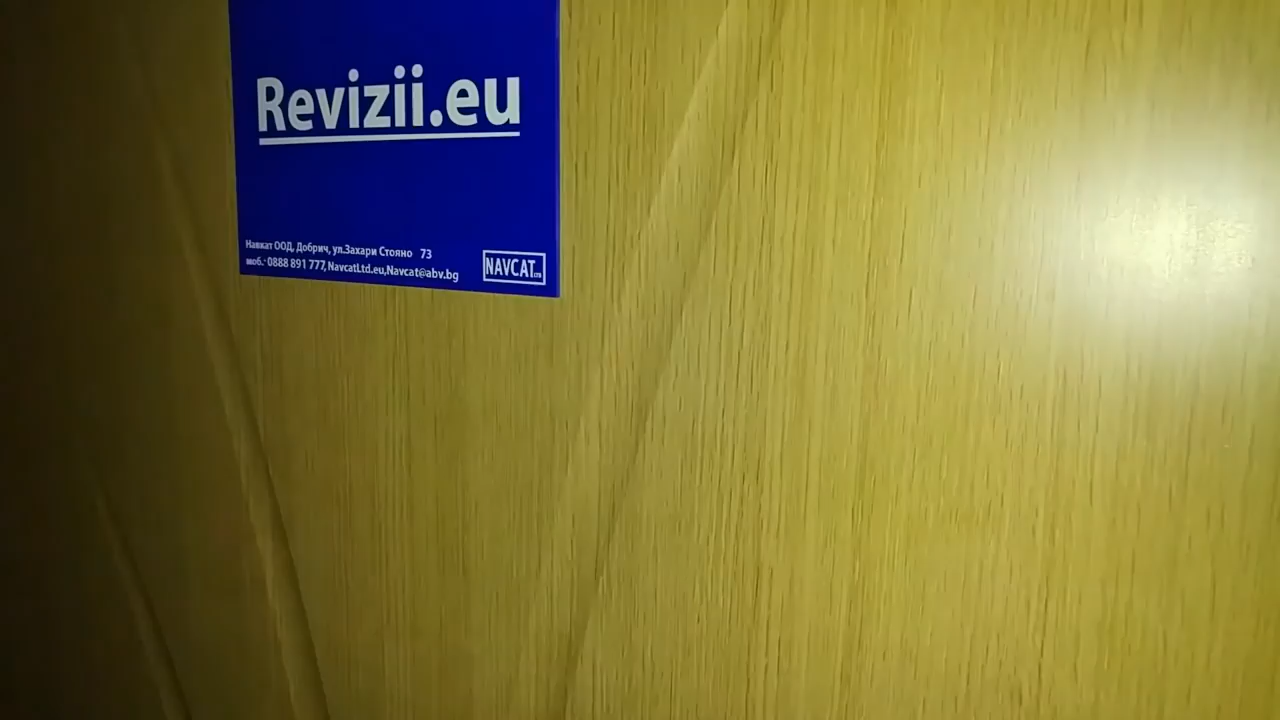 Revizii.eu
Навкат ООД, Добрич, ул.Захари Стояно 73
моб.: 0888 891 777, NavcatLtd.eu,Navcat@abv.bg
NAVCAT LTD